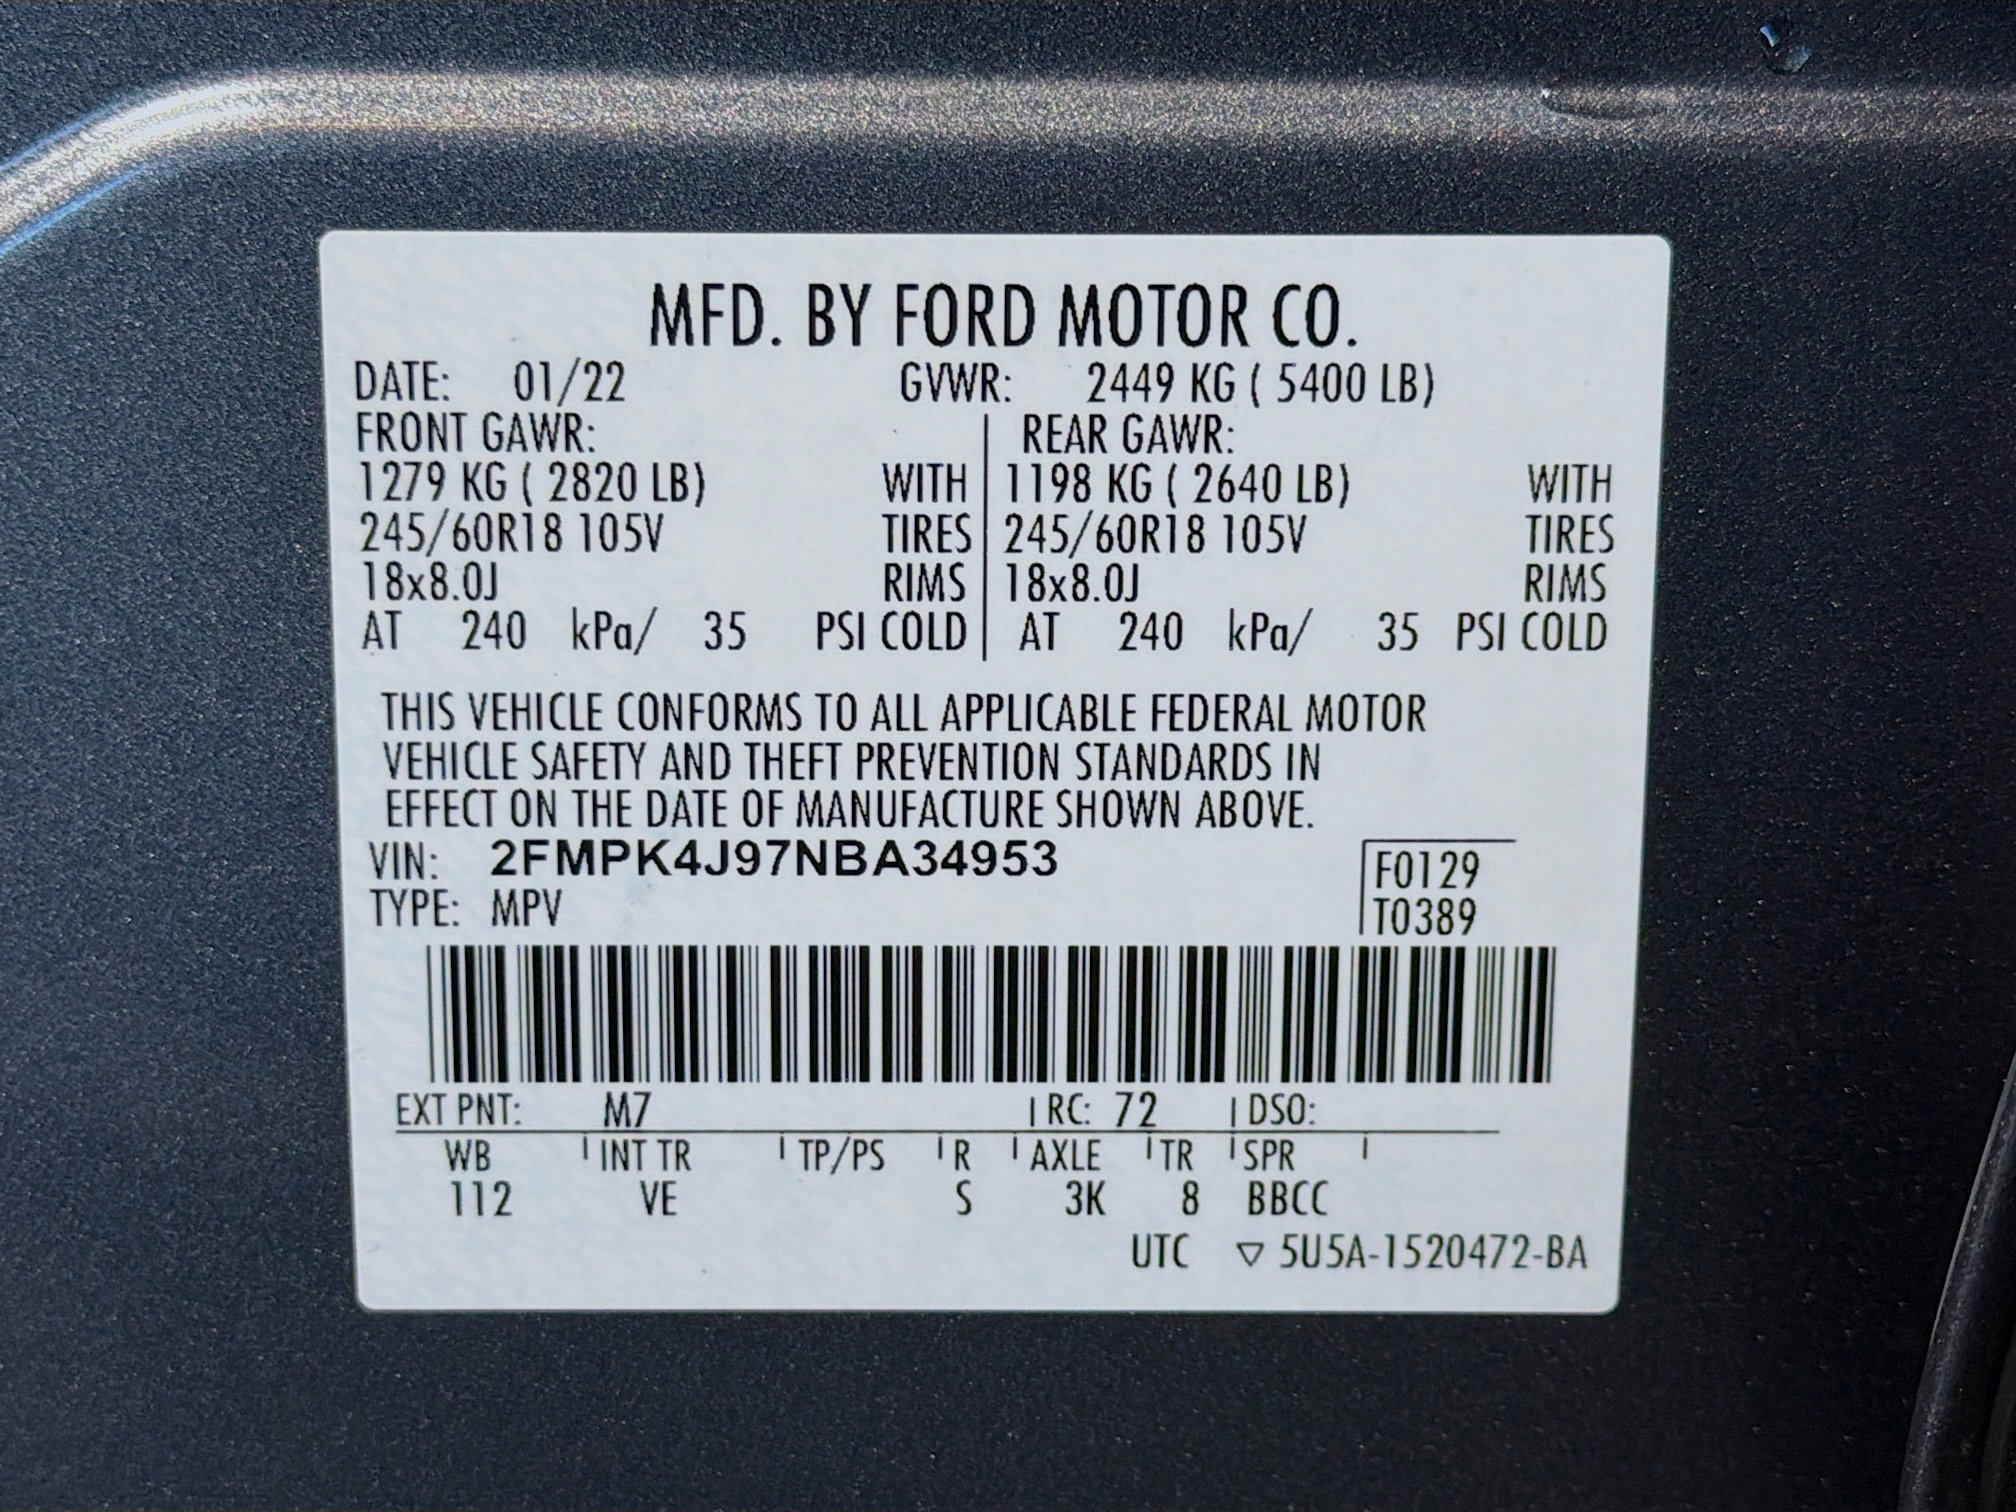 MFD. BY FORD MOTOR CO.
DATE: 01/22 GVWR: 2449 KG ( 5400 LB)
FRONT GAWR: REAR GAWR:
1279 KG ( 2820 LB) WITH 1198 KG ( 2640 LB) WITH
245/60R18 105V TIRES 245/60R18 105V TIRES
18x8.0J RIMS 18x8.0J RIMS
AT 240 kPa/ 35 PSI COLD AT 240 kPa/ 35 PSI COLD
THIS VEHICLE CONFORMS TO ALL APPLICABLE FEDERAL MOTOR
VEHICLE SAFETY AND THEFT PREVENTION STANDARDS IN
EFFECT ON THE DATE OF MANUFACTURE SHOWN ABOVE.
VIN: 2FMPK4J97NBA34953 F0129
TYPE: MPV T0389
EXT PNT: M7 RC: 72 DSO:
WB INT TR TP/PS R AXLE TR SPR
112 VE S 3K 8 BBCC
UTC ▽ 5U5A-1520472-BA